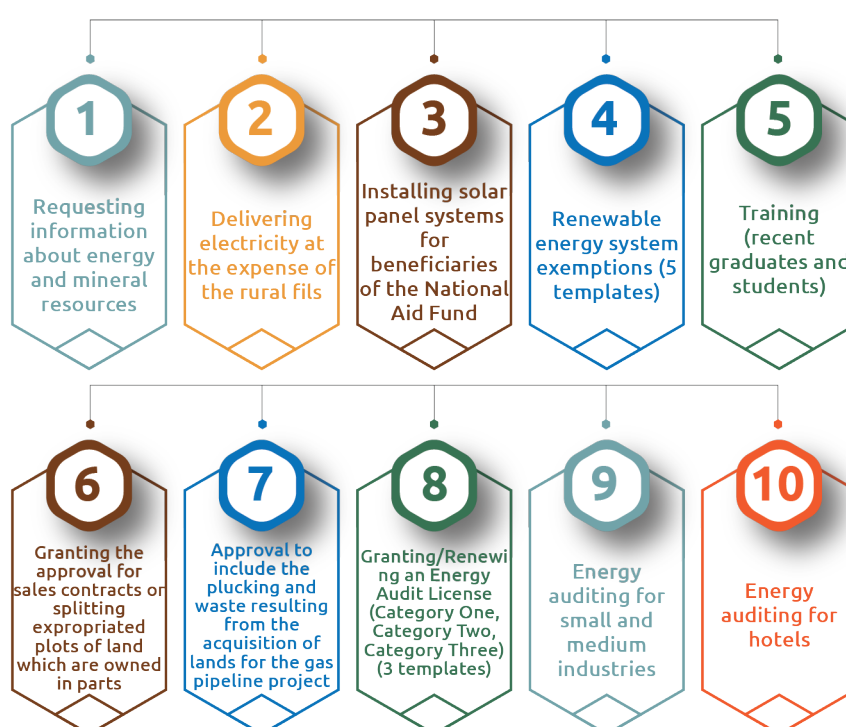 1
2
3
4
5
Requesting
information
about energy
and mineral
resources
Delivering
electricity at
the expense of
the rural fils
Installing solar
panel systems
for
beneficiaries
of the National
Aid Fund
Renewable
energy system
exemptions (5
templates)
Training
(recent
graduates and
students)
6
7
8
9
10
Granting the
approval for
sales contracts or
splitting
expropriated
plots of land
which are owned
in parts
Approval to
include the
plucking and
waste resulting
from the
acquisition of
lands for the gas
pipeline project
Granting/Renewi
ng an Energy
Audit License
(Category One,
Category Two,
Category Three)
(3 templates)
Energy
auditing for
small and
medium
industries
Energy
auditing for
hotels